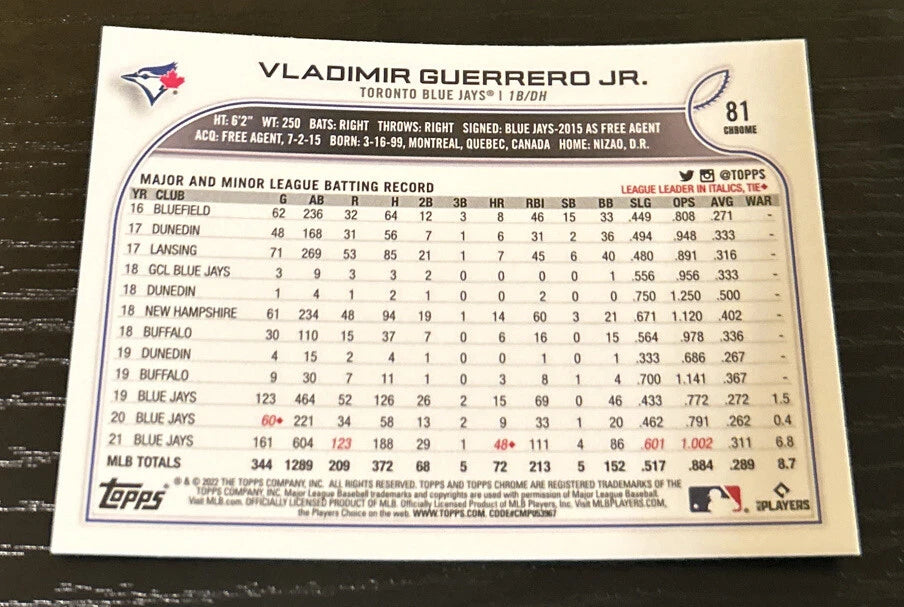 VLADIMIR GUERRERO JR.
TORONTO BLUE JAYS® | 1B/DH
81
CHROME
HT: 6'2" WT: 250 BATS: RIGHT THROWS: RIGHT SIGNED: BLUE JAYS-2015 AS FREE AGENT
ACQ: FREE AGENT, 7-2-15 BORN: 3-16-99, MONTREAL, QUEBEC, CANADA HOME: NIZAO, D.R.
@TOPPS
MAJOR AND MINOR LEAGUE BATTING RECORD
LEAGUE LEADER IN ITALICS, TIE♦
YR CLUB G AB R H 2B 3B HR RBI SB BB SLG OPS AVG WAR
16 BLUEFIELD 62 236 32 64 12 3 8 46 15 33 .449 .808 .271 -
17 DUNEDIN 48 168 31 56 7 1 6 31 2 36 .494 .948 .333 -
17 LANSING 71 269 53 85 21 1 7 45 6 40 .480 .891 .316 -
18 GCL BLUE JAYS 3 9 3 3 2 0 0 0 0 1 .556 .956 .333 -
18 DUNEDIN 1 4 1 2 1 0 0 2 0 0 .750 1.250 .500 -
18 NEW HAMPSHIRE 61 234 48 94 19 1 14 60 3 21 .671 1.120 .402 -
18 BUFFALO 30 110 15 37 7 0 6 16 0 15 .564 .978 .336 -
19 DUNEDIN 4 15 2 4 1 0 0 1 0 1 .333 .686 .267 -
19 BUFFALO 9 30 7 11 1 0 3 8 1 4 .700 1.141 .367 -
19 BLUE JAYS 123 464 52 126 26 2 15 69 0 46 .433 .772 .272 1.5
20 BLUE JAYS 60♦ 221 34 58 13 2 9 33 1 20 .462 .791 .262 0.4
21 BLUE JAYS 161 604 123 188 29 1 48♦ 111 4 86 .601 1.002 .311 6.8
MLB TOTALS 344 1289 209 372 68 5 72 213 5 152 .517 .884 .289 8.7
topps
® & © 2022 THE TOPPS COMPANY, INC. ALL RIGHTS RESERVED. TOPPS AND TOPPS CHROME ARE REGISTERED TRADEMARKS OF THE
TOPPS COMPANY, INC. Major League Baseball trademarks and copyrights are used with permission of Major League Baseball.
Visit MLB.com. OFFICIALLY LICENSED PRODUCT OF MLB. Officially Licensed Product of MLB Players, Inc. Visit MLBPLAYERS.COM,
the Players Choice on the web. WWW.TOPPS.COM. CODE#CMP053967
PLAYERS